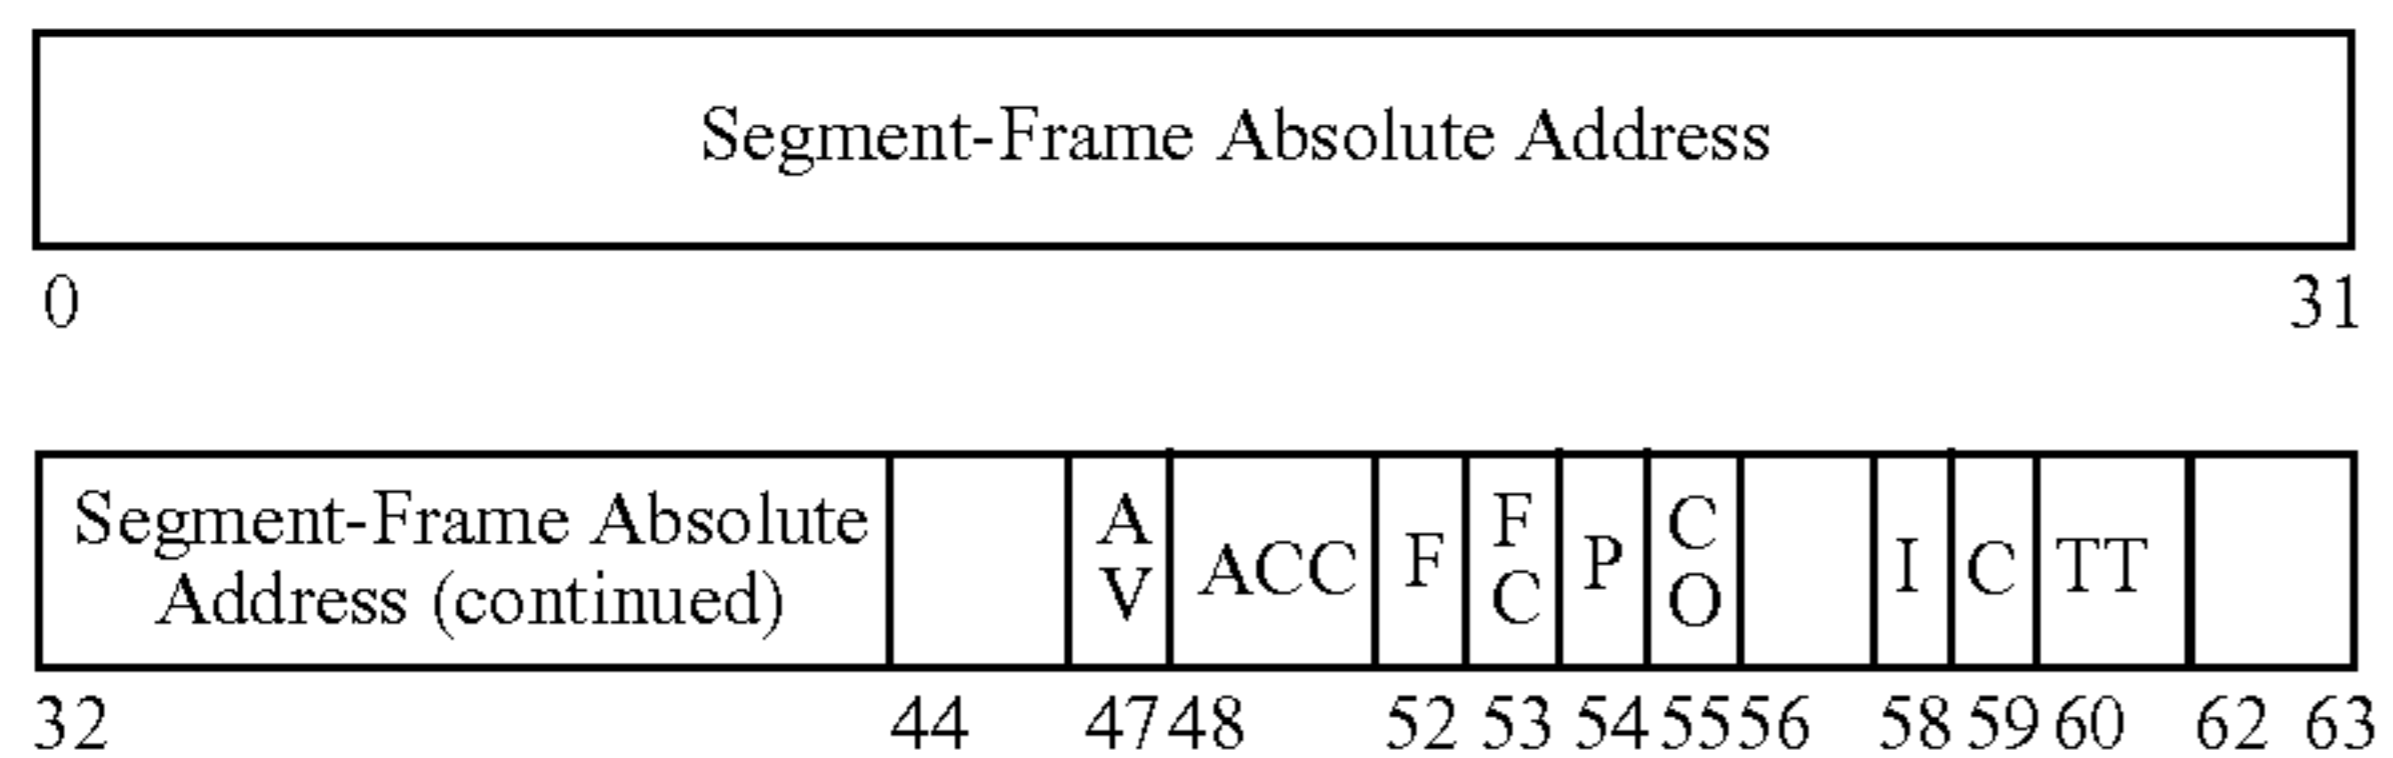 Segment-Frame Absolute Address
0 31
Segment-Frame Absolute
Address (continued)
A
V
ACC
F
F
C
P
C
O
I
C
TT
32 44 47 48 52 53 54 55 56 58 59 60 62 63